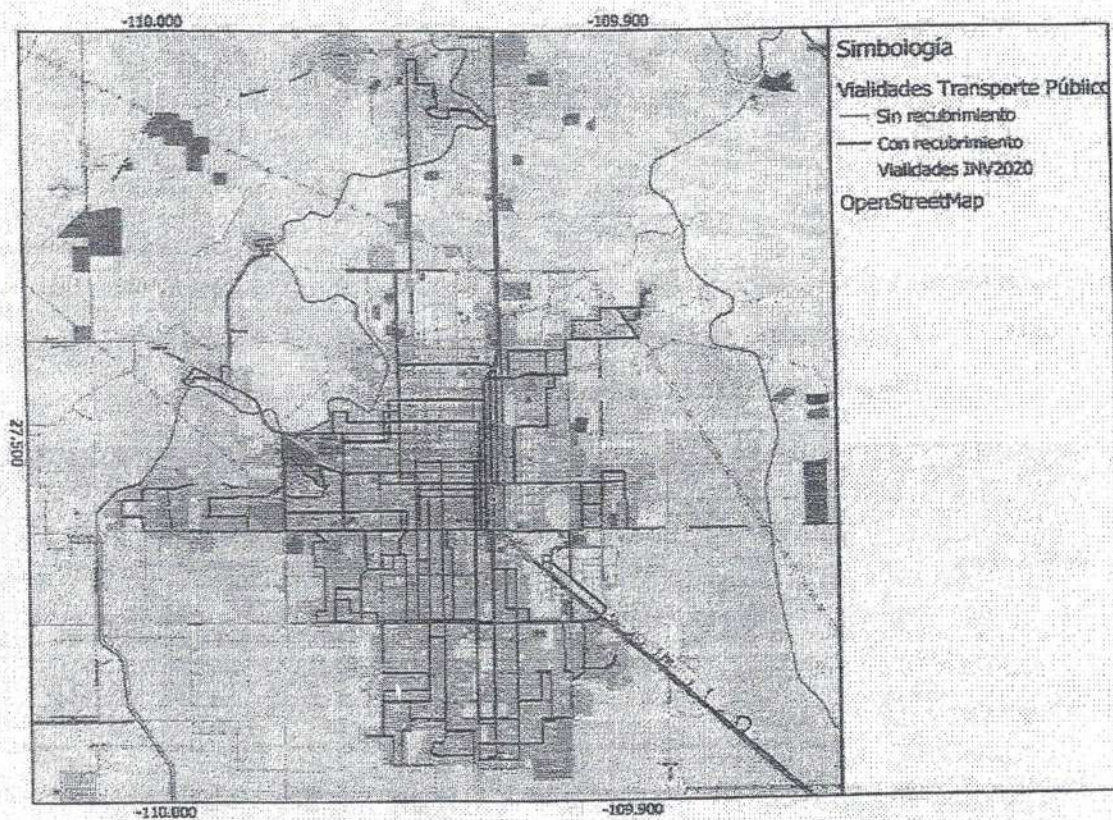 -110.000
-109.900
Simbología
Vialidades Transporte Público
Sin recubrimiento
Con recubrimiento
Vialidades INV2020
OpenStreetMap
27.500
-110.000
-109.900